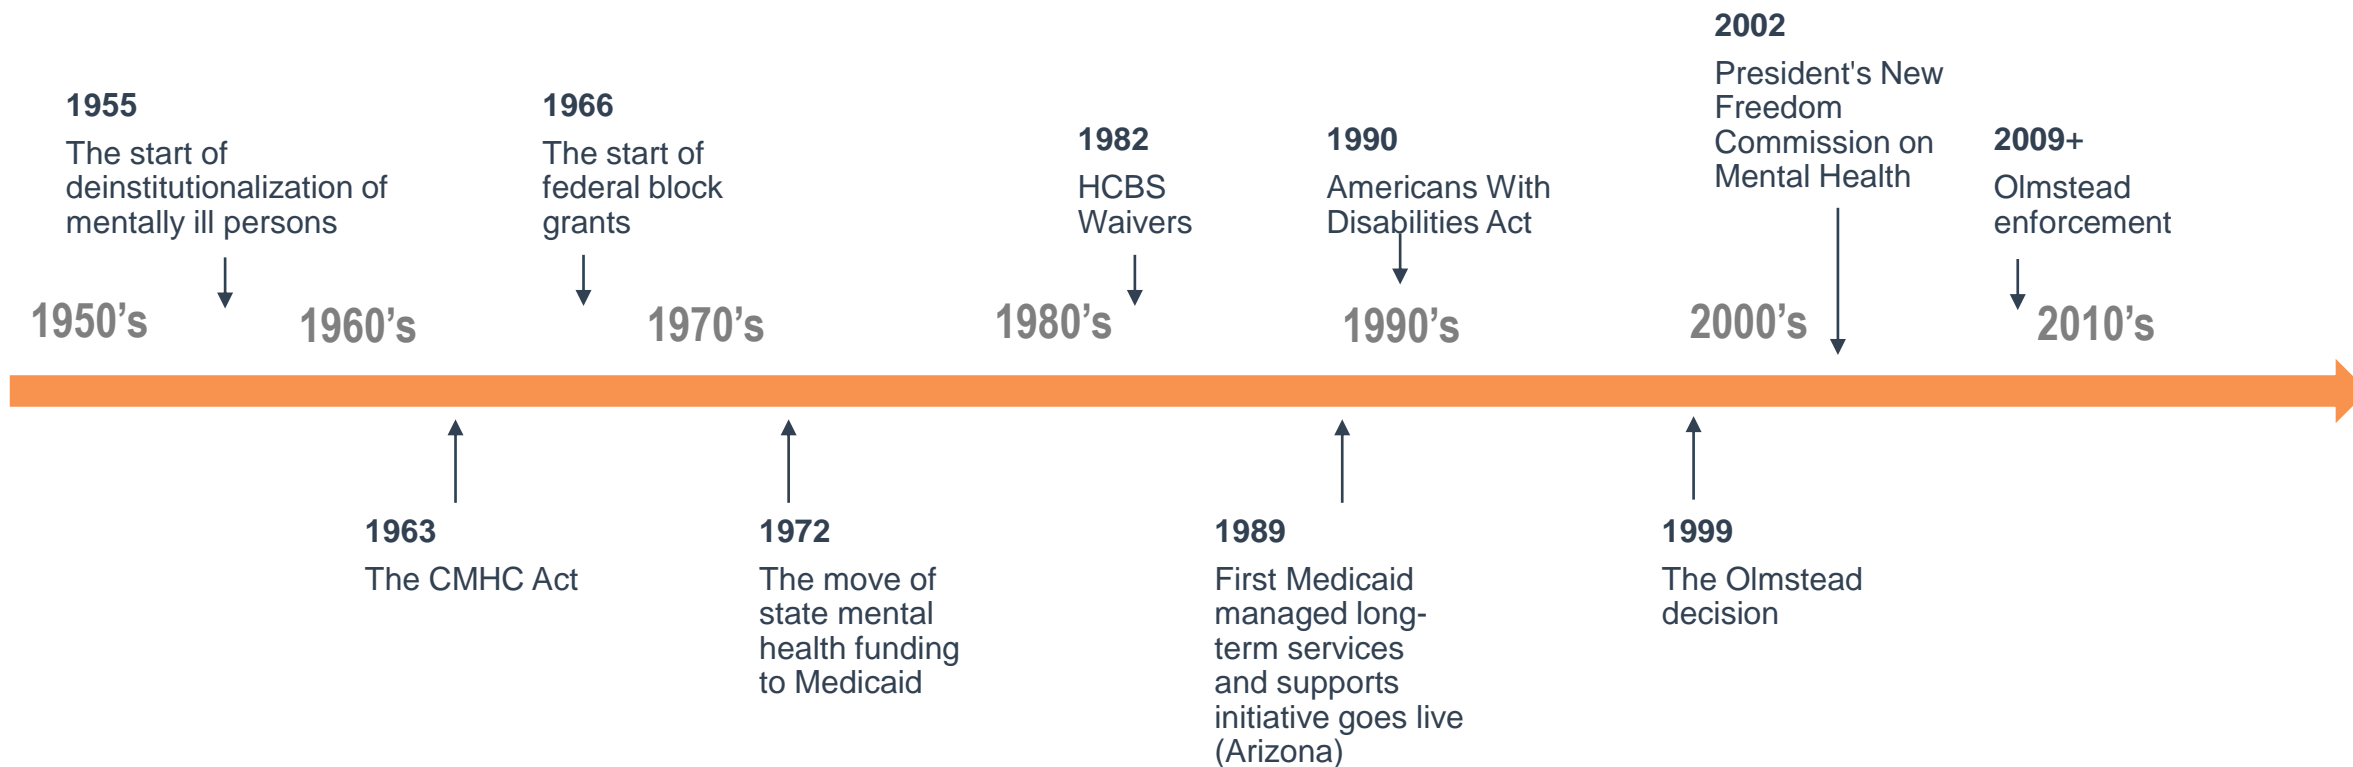 1955
The start of
deinstitutionalization of
mentally ill persons
1966
The start of
federal block
grants
1982
HCBS
Waivers
1990
Americans With
Disabilities Act
2002
President's New
Freedom
Commission on
Mental Health
2009+
Olmstead
enforcement
1950’s
1960’s
1970’s
1980’s
1990’s
2000’s
2010’s
1963
The CMHC Act
1972
The move of
state mental
health funding
to Medicaid
1989
First Medicaid
managed long-
term services
and supports
initiative goes live
(Arizona)
1999
The Olmstead
decision